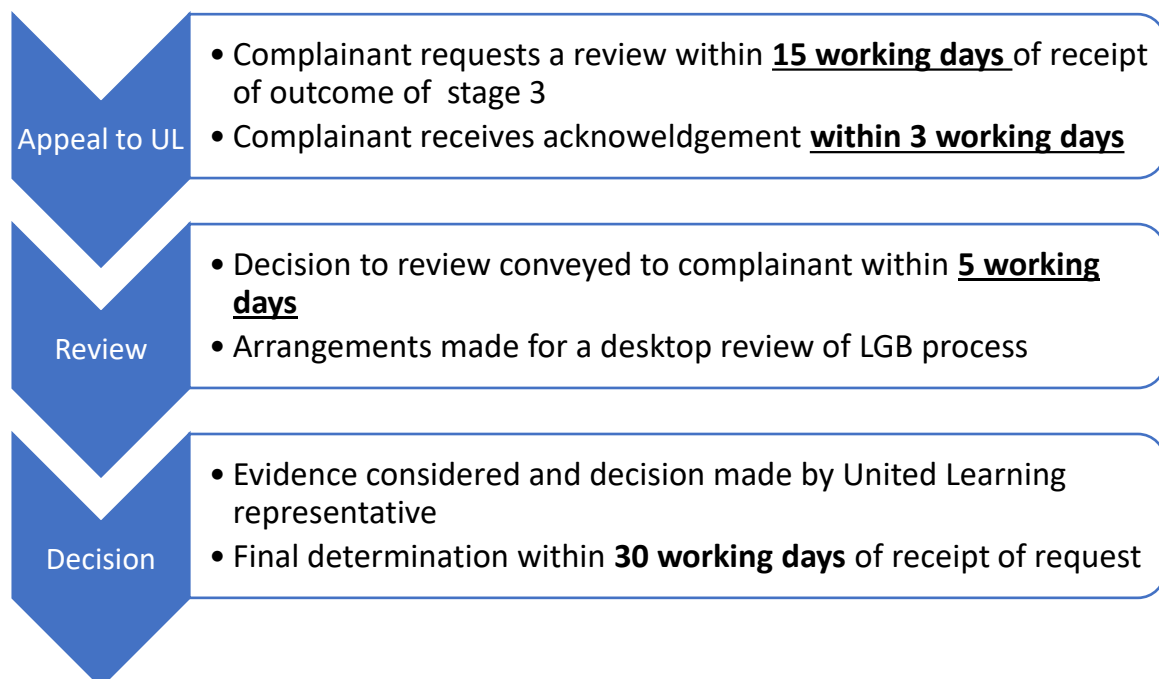 Appeal to UL
• Complainant requests a review within 15 working days of receipt
of outcome of  stage 3
• Complainant receives acknoweldgement within 3 working days
Review
• Decision to review conveyed to complainant within 5 working
days
• Arrangements made for a desktop review of LGB process
Decision
• Evidence considered and decision made by United Learning
representative
• Final determination within 30 working days of receipt of request